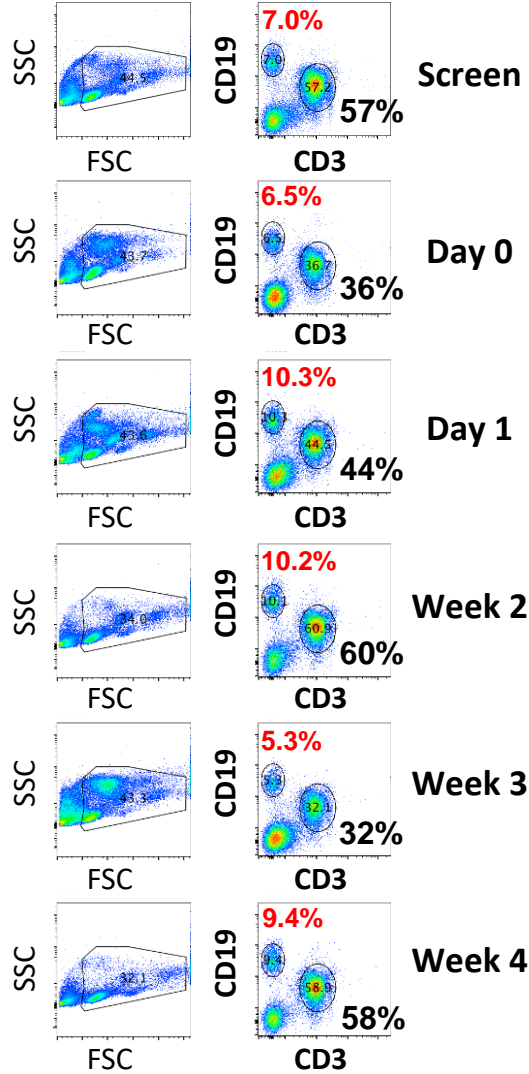 7.0%
SSC
44.5
CD19
7.0
57.2
Screen
57%
FSC
CD3
6.5%
SSC
43.7
CD19
6.5
36.7
Day 0
36%
FSC
CD3
10.3%
SSC
43.6
CD19
10.3
44.5
Day 1
44%
FSC
CD3
10.2%
SSC
34.0
CD19
10.1
60.9
Week 2
60%
FSC
CD3
5.3%
SSC
43.3
CD19
5.3
32.1
Week 3
32%
FSC
CD3
9.4%
SSC
32.1
CD19
9.4
58.9
Week 4
58%
FSC
CD3